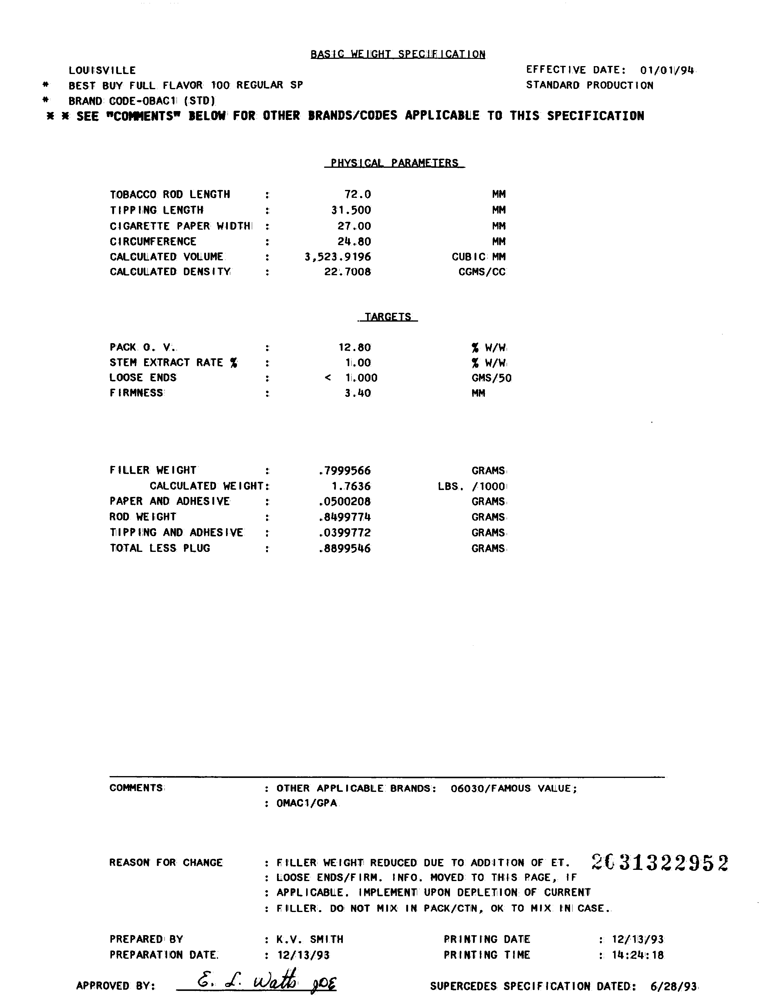 BASIC WEIGHT SPECIFICATION
LOUISVILLE EFFECTIVE DATE: 01/01/94
* BEST BUY FULL FLAVOR 100 REGULAR SP STANDARD PRODUCTION
* BRAND CODE-0BAC1 (STD)
* * SEE "COMMENTS" BELOW FOR OTHER BRANDS/CODES APPLICABLE TO THIS SPECIFICATION
PHYSICAL PARAMETERS
TOBACCO ROD LENGTH : 72.0 MM
TIPPING LENGTH : 31.500 MM
CIGARETTE PAPER WIDTH : 27.00 MM
CIRCUMFERENCE : 24.80 MM
CALCULATED VOLUME : 3,523.9196 CUBIC MM
CALCULATED DENSITY : 22.7008 CGMS/CC
TARGETS
PACK O. V. : 12.80 % W/W
STEM EXTRACT RATE % : 1.00 % W/W
LOOSE ENDS : < 1.000 GMS/50
FIRMNESS : 3.40 MM
FILLER WEIGHT : .7999566 GRAMS
CALCULATED WEIGHT: 1.7636 LBS. /1000
PAPER AND ADHESIVE : .0500208 GRAMS
ROD WEIGHT : .8499774 GRAMS
TIPPING AND ADHESIVE : .0399772 GRAMS
TOTAL LESS PLUG : .8899546 GRAMS
COMMENTS : OTHER APPLICABLE BRANDS: 06030/FAMOUS VALUE;
: OMAC1/GPA
REASON FOR CHANGE : FILLER WEIGHT REDUCED DUE TO ADDITION OF ET. 2031322952
: LOOSE ENDS/FIRM. INFO. MOVED TO THIS PAGE, IF
: APPLICABLE. IMPLEMENT UPON DEPLETION OF CURRENT
: FILLER. DO NOT MIX IN PACK/CTN, OK TO MIX IN CASE.
PREPARED BY : K.V. SMITH PRINTING DATE : 12/13/93
PREPARATION DATE. : 12/13/93 PRINTING TIME : 14:24:18
APPROVED BY: E. L. Watts SUPERCEDES SPECIFICATION DATED: 6/28/93